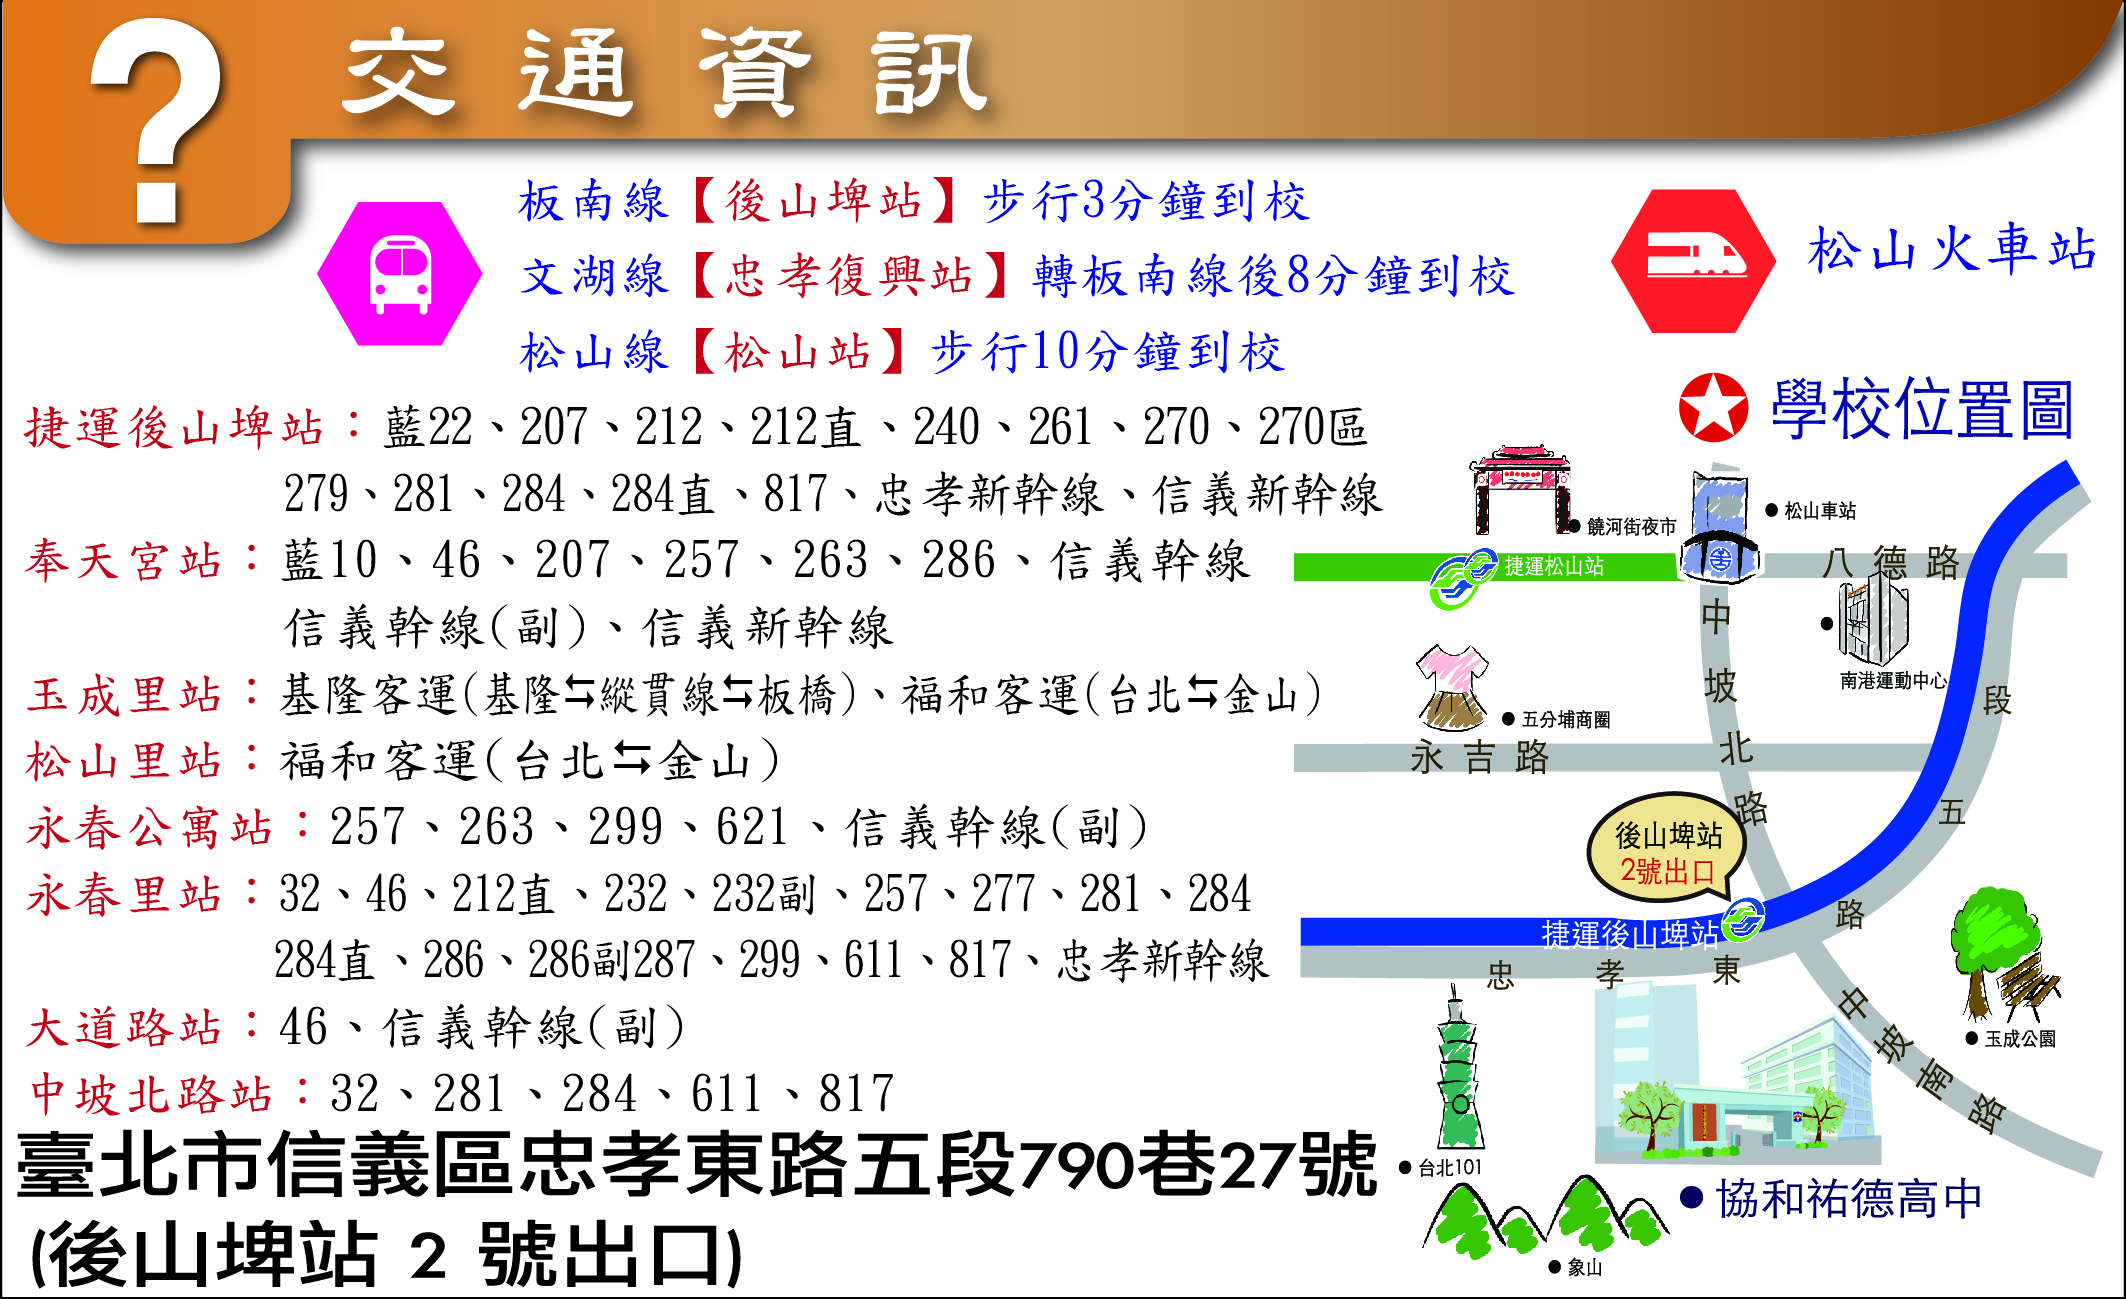 ?
交通資訊
板南線【後山埤站】步行3分鐘到校
文湖線【忠孝復興站】轉板南線後8分鐘到校
松山線【松山站】步行10分鐘到校
松山火車站
捷運後山埤站：藍22、207、212、212直、240、261、270、270區
279、281、284、284直、817、忠孝新幹線、信義新幹線
奉天宮站：藍10、46、207、257、263、286、信義幹線
信義幹線(副)、信義新幹線
玉成里站：基隆客運(基隆⇆縱貫線⇆板橋)、福和客運(台北⇆金山)
松山里站：福和客運(台北⇆金山)
永春公寓站：257、263、299、621、信義幹線(副)
永春里站：32、46、212直、232、232副、257、277、281、284
284直、286、286副287、299、611、817、忠孝新幹線
大道路站：46、信義幹線(副)
中坡北路站：32、281、284、611、817
臺北市信義區忠孝東路五段790巷27號
(後山埤站 2 號出口)
學校位置圖
松山車站
饒河街夜市
捷運松山站
八德路
中坡北路
南港運動中心
五分埔商圈
永吉路
後山埤站
2號出口
捷運後山埤站
忠孝東路五段
中坡南路
玉成公園
台北101
協和祐德高中
象山